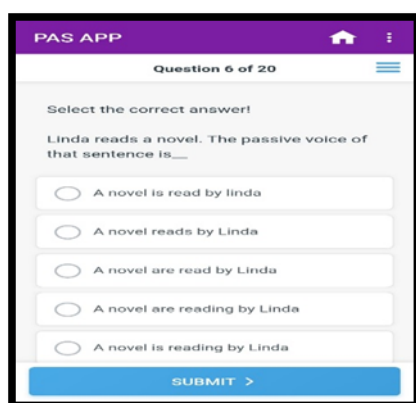 PAS APP
Question 6 of 20
Select the correct answer!
Linda reads a novel. The passive voice of
that sentence is__
A novel is read by linda
A novel reads by Linda
A novel are read by Linda
A novel are reading by Linda
A novel is reading by Linda
SUBMIT >